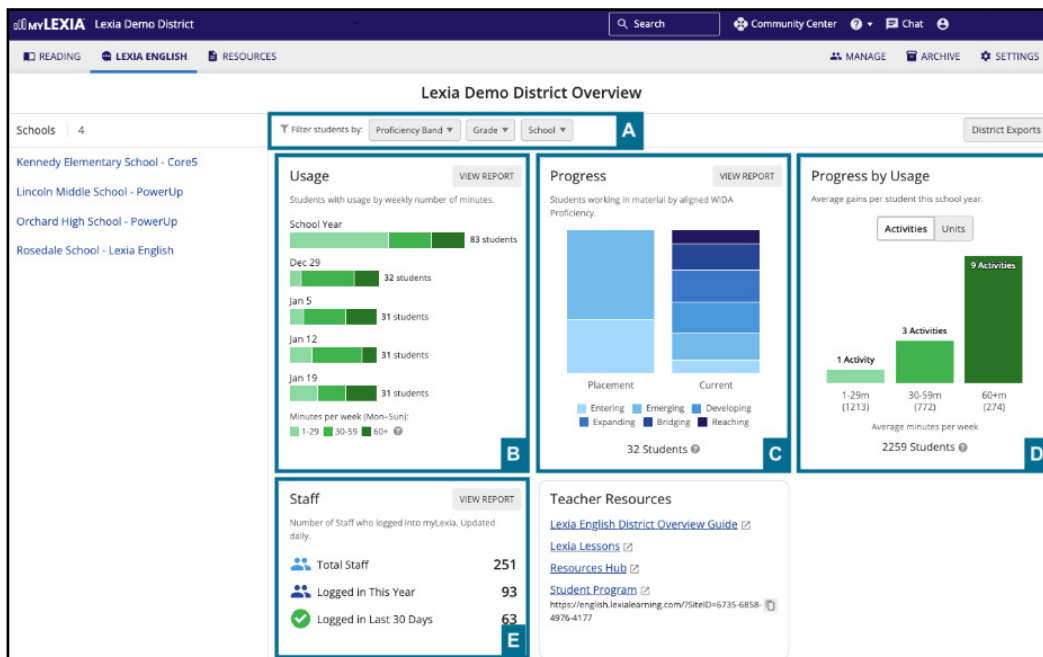 MYLEXIA Lexia Demo District
Search
Community Center
? Chat
READING LEXIA ENGLISH RESOURCES
MANAGE ARCHIVE SETTINGS
Lexia Demo District Overview
Schools 4
Kennedy Elementary School - Core5
Lincoln Middle School - PowerUp
Orchard High School - PowerUp
Rosedale School - Lexia English
Filter students by: Proficiency Band Grade School
A
District Exports
Usage VIEW REPORT
Students with usage by weekly number of minutes.
School Year
83 students
Dec 29
32 students
Jan 5
31 students
Jan 12
31 students
Jan 19
31 students
Minutes per week (Mon–Sun):
1-29 30-59 60+ ?
B
Progress VIEW REPORT
Students working in material by aligned WIDA
Proficiency.
Placement Current
Entering Emerging Developing
Expanding Bridging Reaching
32 Students ?
C
Progress by Usage
Average gains per student this school year.
Activities Units
9 Activities
3 Activities
1 Activity
1-29m 30-59m 60+m
(1213) (772) (274)
Average minutes per week
2259 Students ?
D
Staff VIEW REPORT
Number of Staff who logged into myLexia. Updated
daily.
Total Staff 251
Logged in This Year 93
Logged in Last 30 Days 63
E
Teacher Resources
Lexia English District Overview Guide
Lexia Lessons
Resources Hub
Student Program
https://english.lexialearning.com/?SiteID=6735-6858-
4976-4177